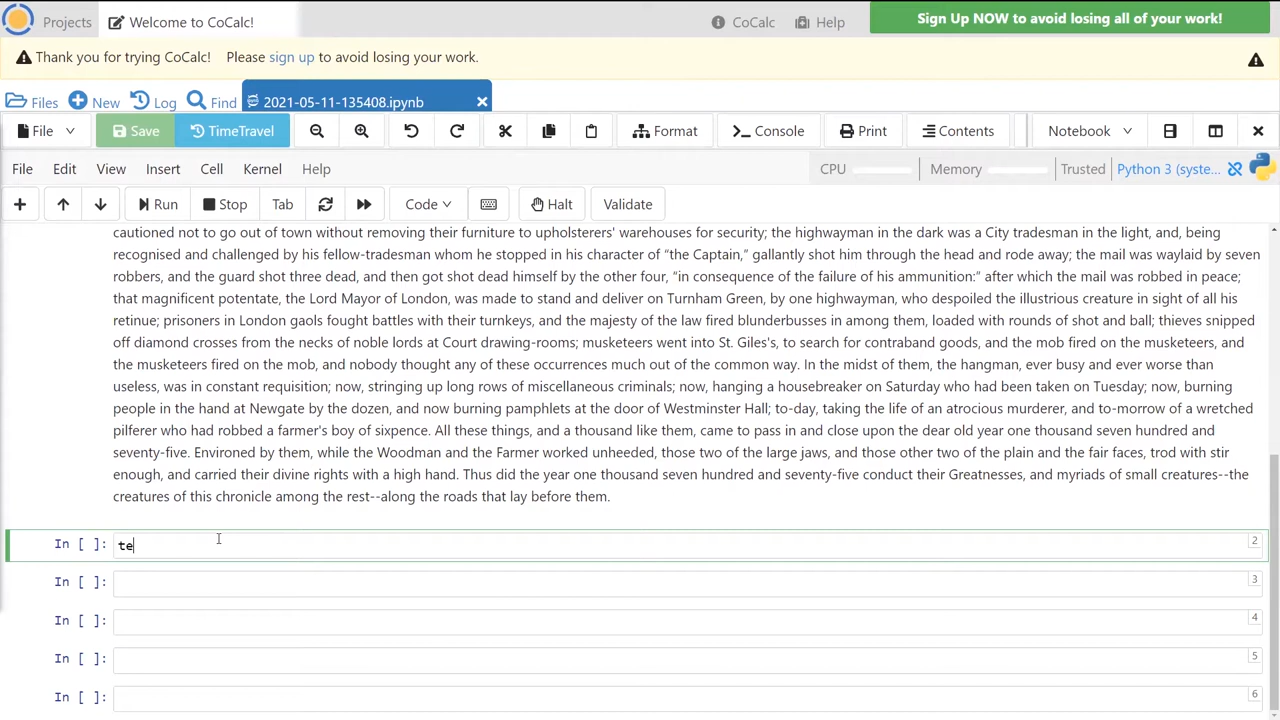 Projects Welcome to CoCalc! CoCalc Help Sign Up NOW to avoid losing all of your work!
Thank you for trying CoCalc! Please sign up to avoid losing your work.
Files New Log Find 2021-05-11-135408.ipynb
File Save TimeTravel Format Console Print Contents Notebook
File Edit View Insert Cell Kernel Help CPU Memory Trusted Python 3 (syste...
Run Stop Tab Code Halt Validate
cautioned not to go out of town without removing their furniture to upholsterers' warehouses for security; the highwayman in the dark was a City tradesman in the light, and, being
recognised and challenged by his fellow-tradesman whom he stopped in his character of “the Captain,” gallantly shot him through the head and rode away; the mail was waylaid by seven
robbers, and the guard shot three dead, and then got shot dead himself by the other four, “in consequence of the failure of his ammunition:” after which the mail was robbed in peace;
that magnificent potentate, the Lord Mayor of London, was made to stand and deliver on Turnham Green, by one highwayman, who despoiled the illustrious creature in sight of all his
retinue; prisoners in London gaols fought battles with their turnkeys, and the majesty of the law fired blunderbusses in among them, loaded with rounds of shot and ball; thieves snipped
off diamond crosses from the necks of noble lords at Court drawing-rooms; musketeers went into St. Giles's, to search for contraband goods, and the mob fired on the musketeers, and
the musketeers fired on the mob, and nobody thought any of these occurrences much out of the common way. In the midst of them, the hangman, ever busy and ever worse than
useless, was in constant requisition; now, stringing up long rows of miscellaneous criminals; now, hanging a housebreaker on Saturday who had been taken on Tuesday; now, burning
people in the hand at Newgate by the dozen, and now burning pamphlets at the door of Westminster Hall; to-day, taking the life of an atrocious murderer, and to-morrow of a wretched
pilferer who had robbed a farmer's boy of sixpence. All these things, and a thousand like them, came to pass in and close upon the dear old year one thousand seven hundred and
seventy-five. Environed by them, while the Woodman and the Farmer worked unheeded, those two of the large jaws, and those other two of the plain and the fair faces, trod with stir
enough, and carried their divine rights with a high hand. Thus did the year one thousand seven hundred and seventy-five conduct their Greatnesses, and myriads of small creatures--the
creatures of this chronicle among the rest--along the roads that lay before them.
In [ ]: te 2
In [ ]: 3
In [ ]: 4
In [ ]: 5
In [ ]: 6